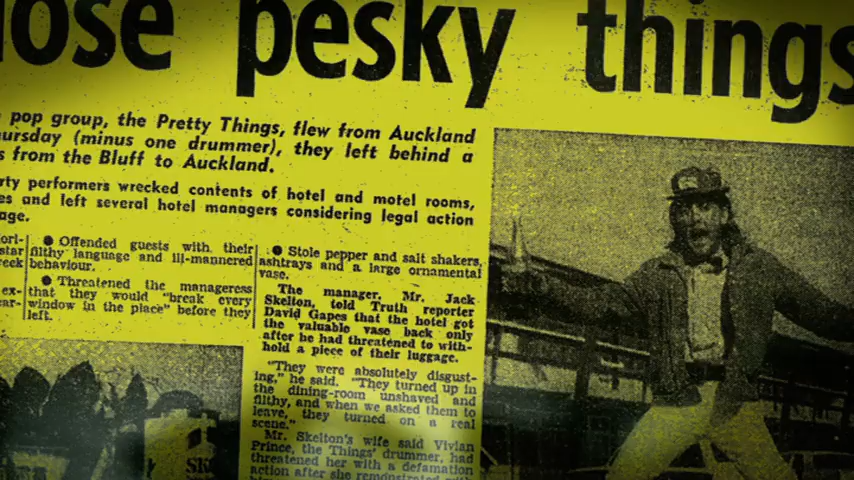 lose pesky things
pop group, the Pretty Things, flew from Auckland
ursday (minus one drummer), they left behind a
s from the Bluff to Auckland.
rty performers wrecked contents of hotel and motel rooms,
es and left several hotel managers considering legal action
age.
ori-
star
reek
ex-
ear-
● Offended guests with their
filthy language and ill-mannered
behaviour.
● Threatened the manageress
that they would "break every
window in the place" before they
left.
● Stole pepper and salt shakers,
ashtrays and a large ornamental
vase.
The manager, Mr. Jack
Skelton, told Truth reporter
David Gapes that the hotel got
the valuable vase back only
after he had threatened to with-
hold a piece of their luggage.
"They were absolutely disgust-
ing," he said. "They turned up in
the dining-room unshaved and
filthy, and when we asked them to
leave, they turned on a real
scene."
Mr. Skelton's wife said Vivian
Prince, the Things' drummer, had
threatened her with a defamation
action after she remonstrated with